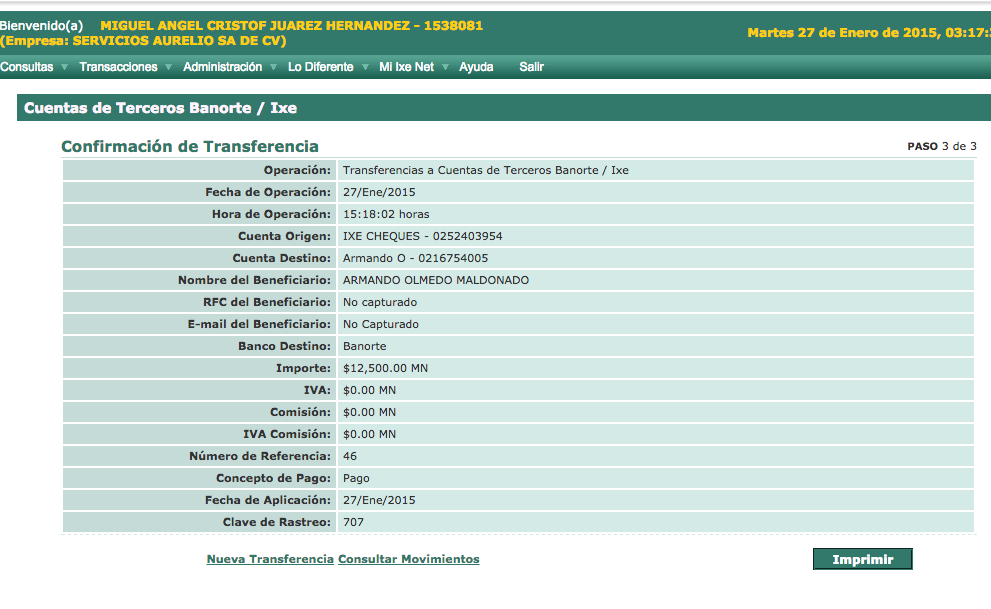 Bienvenido(a) MIGUEL ANGEL CRISTOF JUAREZ HERNANDEZ - 1538081
(Empresa: SERVICIOS AURELIO SA DE CV)
Martes 27 de Enero de 2015, 03:17:
Consultas Transacciones Administración Lo Diferente Mi Ixe Net Ayuda Salir
Cuentas de Terceros Banorte / Ixe
Confirmación de Transferencia PASO 3 de 3
Operación: Transferencias a Cuentas de Terceros Banorte / Ixe
Fecha de Operación: 27/Ene/2015
Hora de Operación: 15:18:02 horas
Cuenta Origen: IXE CHEQUES - 0252403954
Cuenta Destino: Armando O - 0216754005
Nombre del Beneficiario: ARMANDO OLMEDO MALDONADO
RFC del Beneficiario: No capturado
E-mail del Beneficiario: No Capturado
Banco Destino: Banorte
Importe: $12,500.00 MN
IVA: $0.00 MN
Comisión: $0.00 MN
IVA Comisión: $0.00 MN
Número de Referencia: 46
Concepto de Pago: Pago
Fecha de Aplicación: 27/Ene/2015
Clave de Rastreo: 707
Nueva Transferencia Consultar Movimientos Imprimir